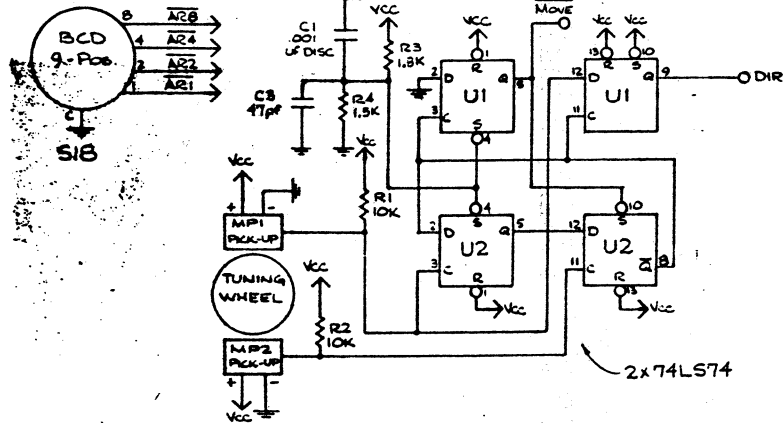 BCD
9-Pos
C
S18
8
4
2
1
AR8
AR4
AR2
AR1
C1
.001
uf DISC
C3
47pf
R4
1.5K
VCC
R3
1.8K
VCC
R1
10K
VCC
+ -
MP1
PICK-UP
TUNING
WHEEL
VCC
R2
10K
MP2
PICK-UP
+ -
VCC
VCC
1
R
2 D Q 6
U1
3 C
S
4
MOVE
VCC VCC
13 10
R S
12 D Q 9
U1
11 C
DIR
4
S
2 D Q 5
U2
3 C
R
1
VCC
10
S
12 D
U2
11 C Q 8
R
13
VCC
2x74LS74